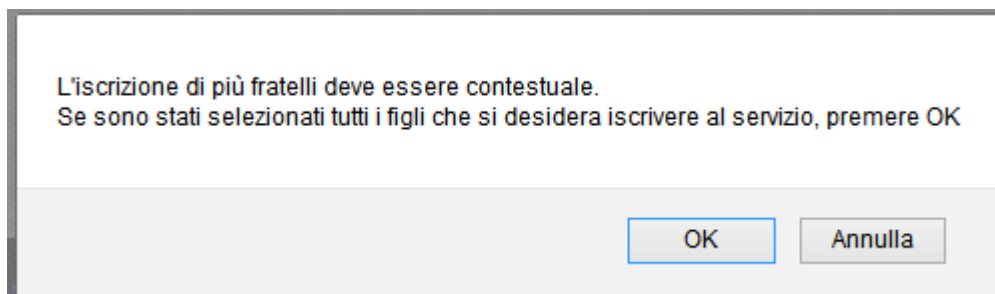 L'iscrizione di più fratelli deve essere contestuale.
Se sono stati selezionati tutti i figli che si desidera iscrivere al servizio, premere OK
OK
Annulla